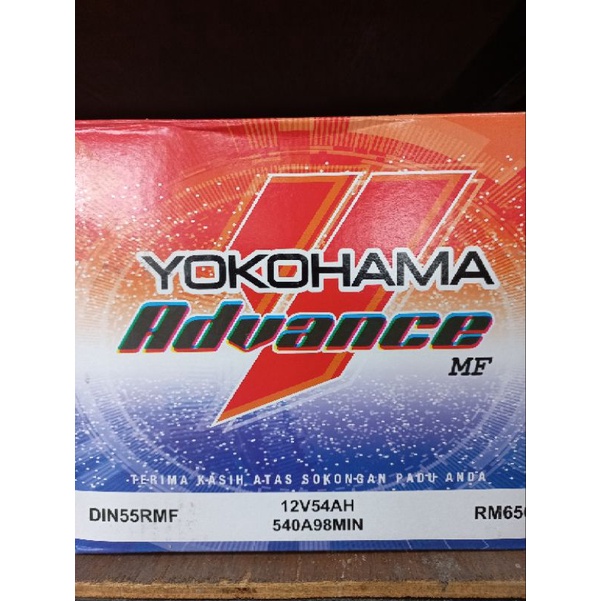 YOKOHAMA
Advance
MF
TERIMA KASIH ATAS SOKONGAN PADU ANDA
DIN55RMF
12V54AH
540A98MIN